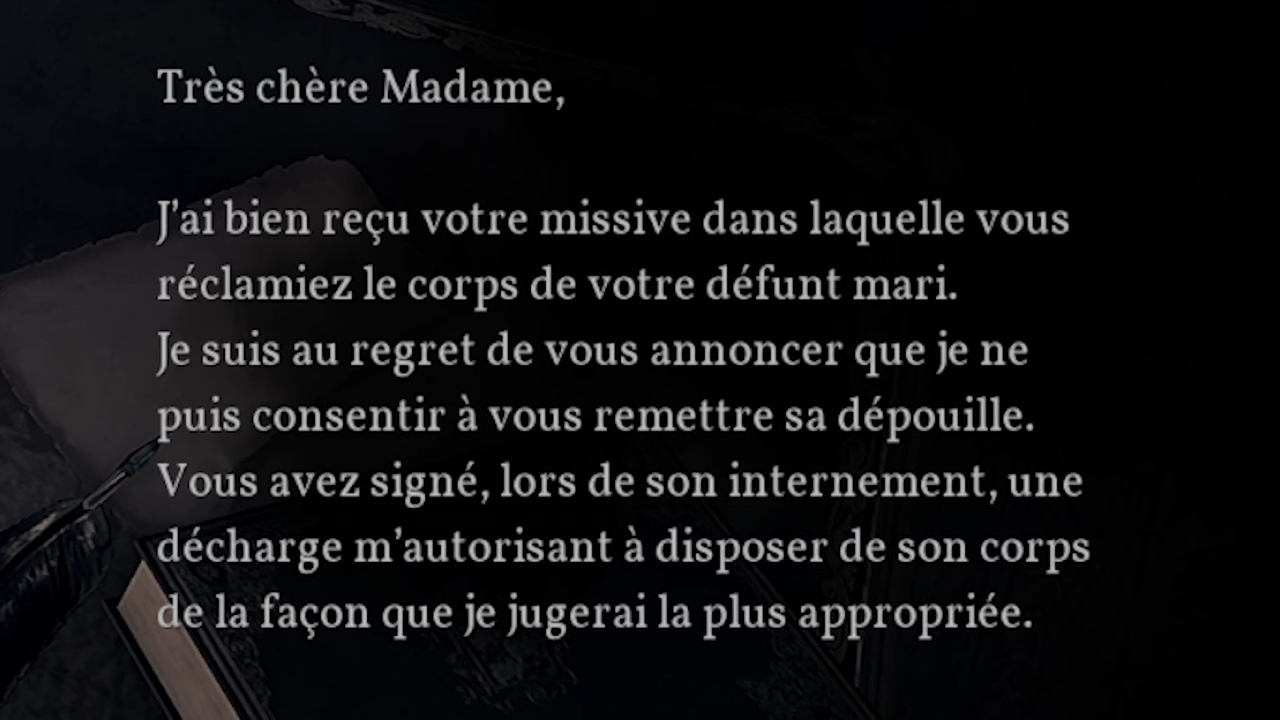 Très chère Madame,
J'ai bien reçu votre missive dans laquelle vous
réclamiez le corps de votre défunt mari.
Je suis au regret de vous annoncer que je ne
puis consentir à vous remettre sa dépouille.
Vous avez signé, lors de son internement, une
décharge m'autorisant à disposer de son corps
de la façon que je jugerai la plus appropriée.